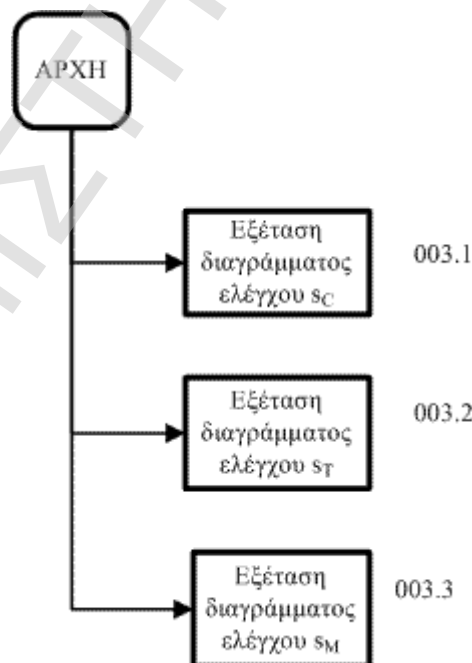 ΑΡΧΗ
Εξέταση
διαγράμματος
ελέγχου sC
003.1
Εξέταση
διαγράμματος
ελέγχου sT
003.2
Εξέταση
διαγράμματος
ελέγχου sM
003.3